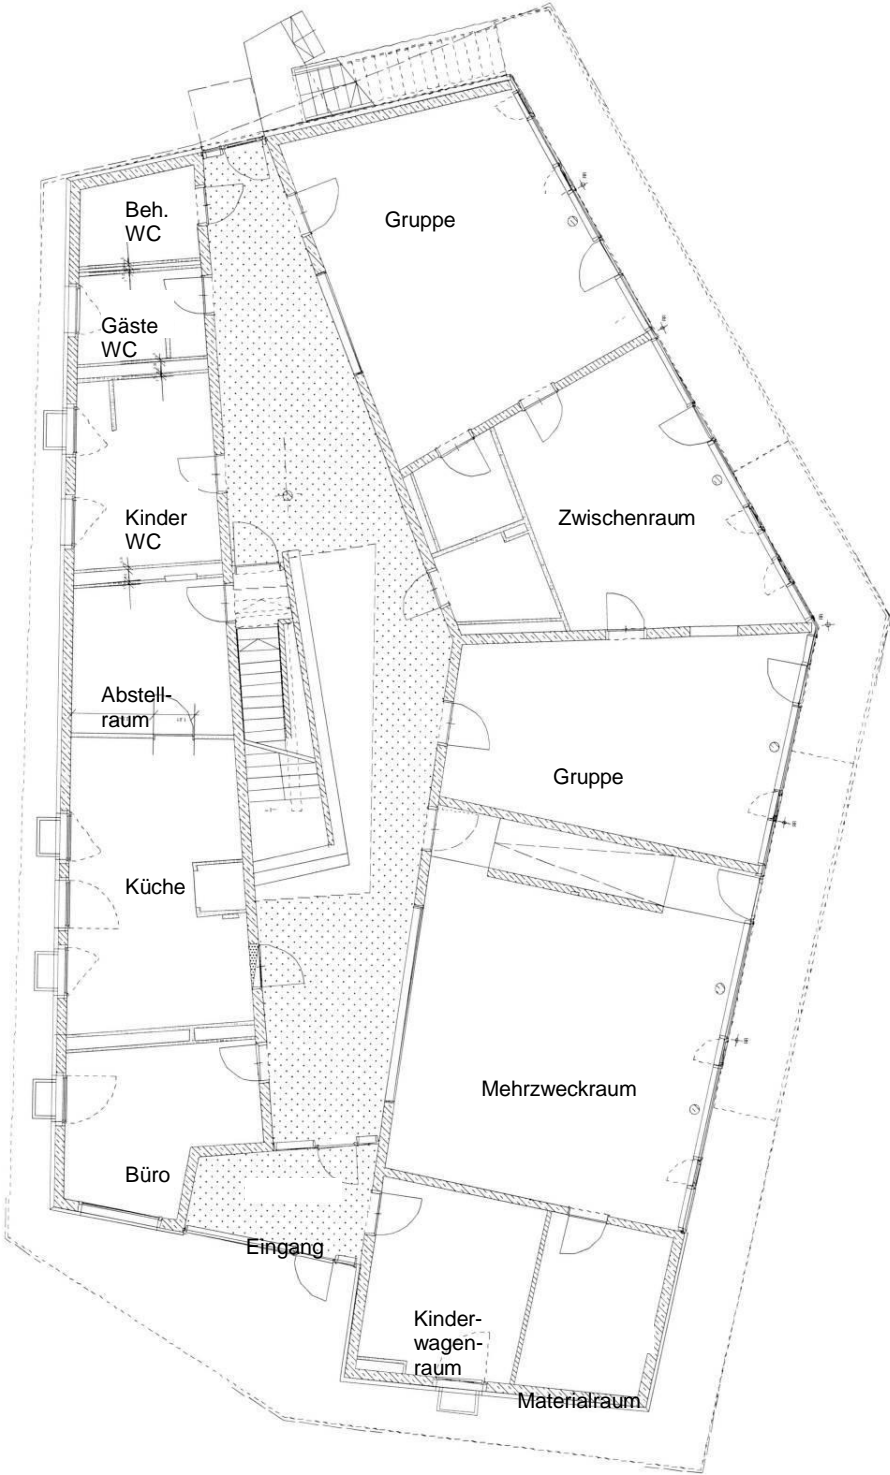 Beh.
WC
Gruppe
Gäste
WC
Kinder
WC
Zwischenraum
Abstell-
raum
Gruppe
Küche
Mehrzweckraum
Büro
Eingang
Kinder-
wagen-
raum
Materialraum